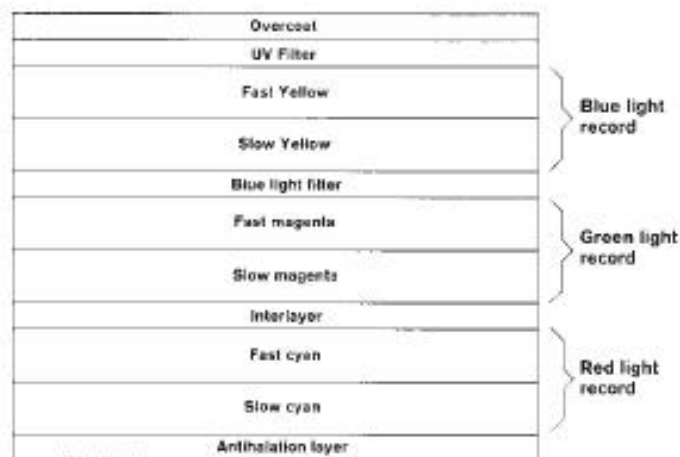 Overcoat
UV Filter
Fast Yellow
Slow Yellow
Blue light
record
Blue light filter
Fast magenta
Slow magenta
Green light
record
Interlayer
Fast cyan
Slow cyan
Red light
record
Antihalation layer